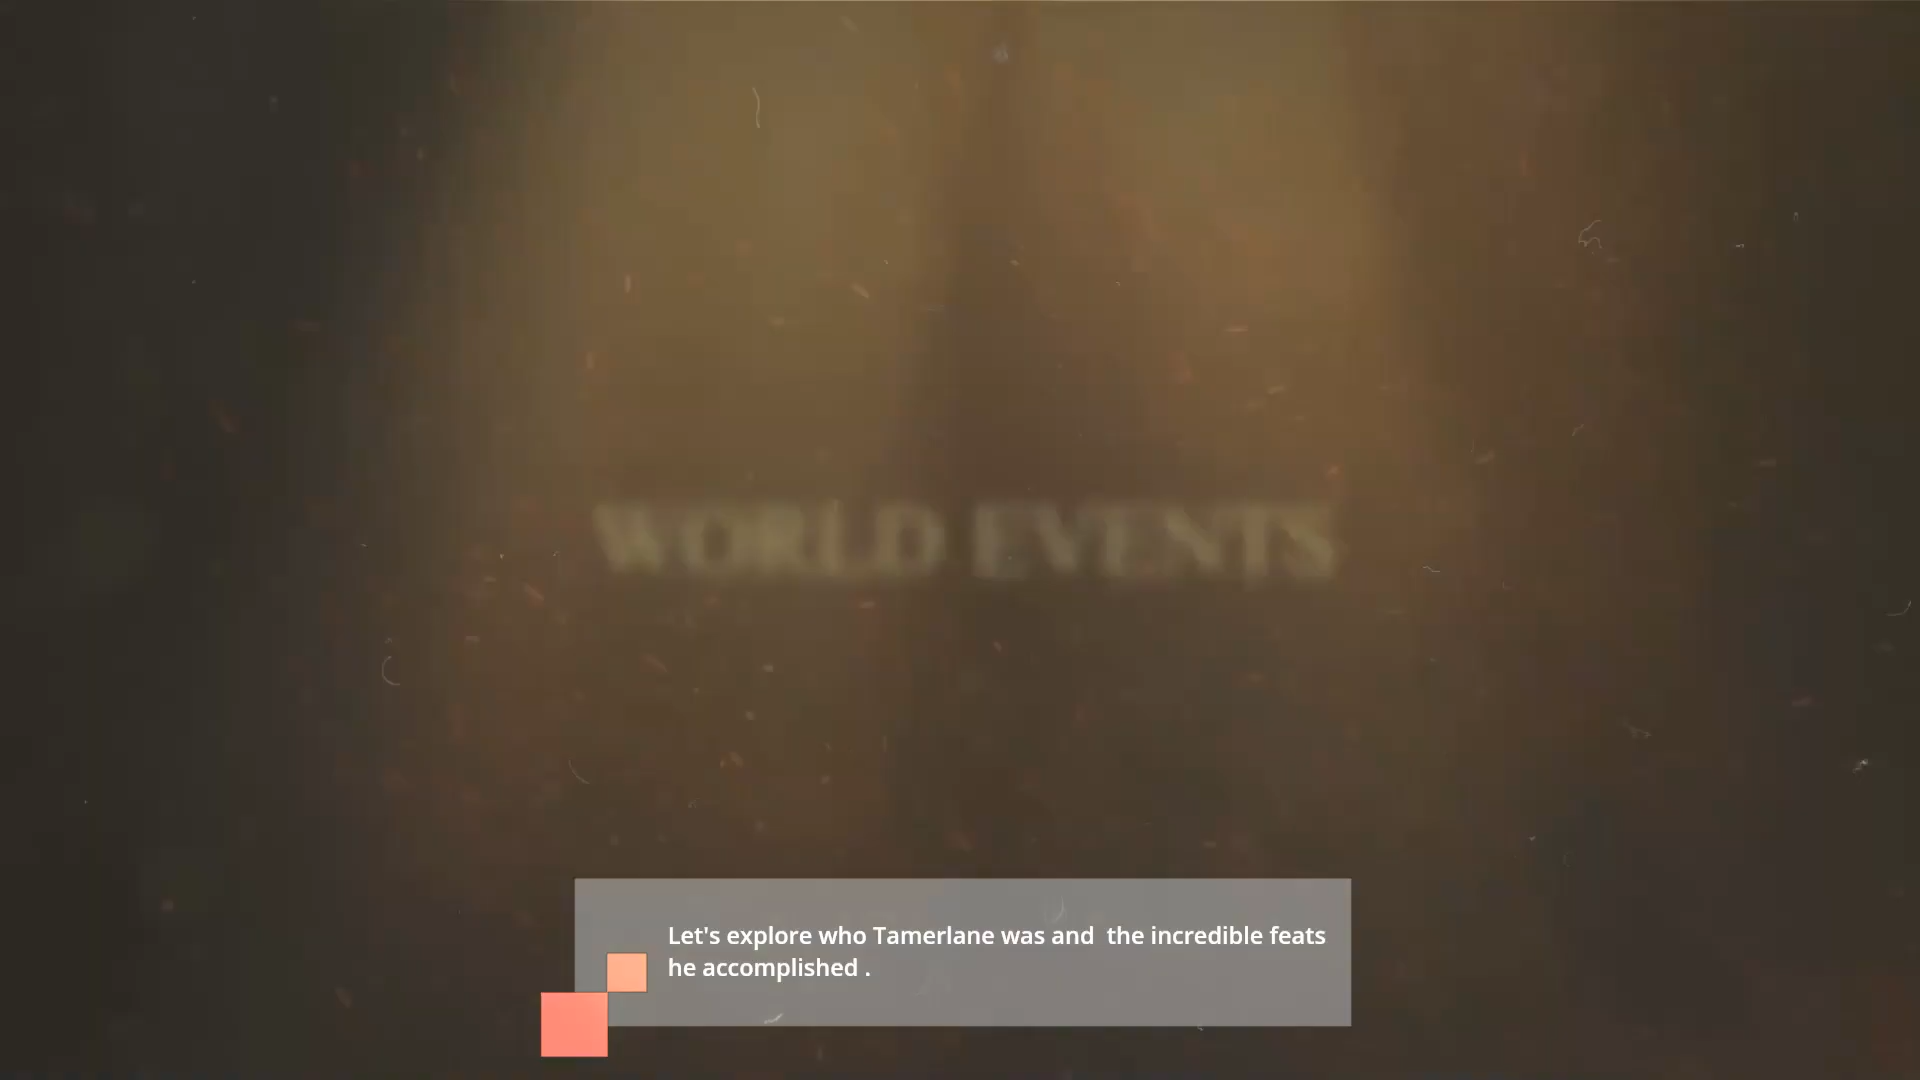 WORLD EVENTS
Let's explore who Tamerlane was and  the incredible feats
he accomplished .